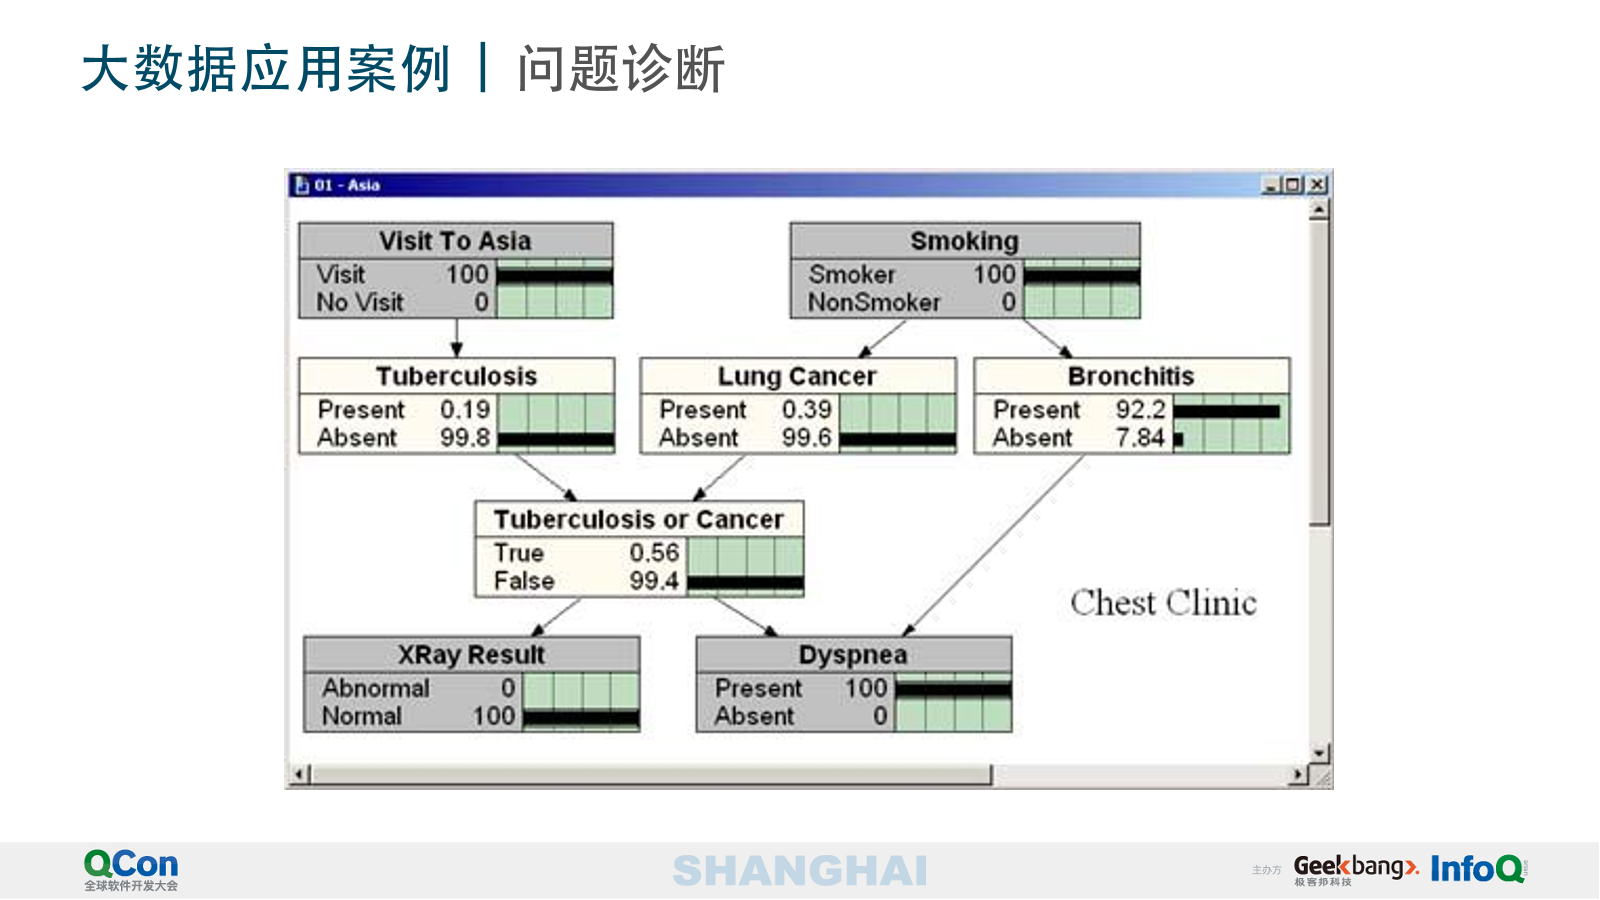 大数据应用案例 | 问题诊断
01 - Asia
Visit To Asia
Visit 100
No Visit 0
Smoking
Smoker 100
NonSmoker 0
Tuberculosis
Present 0.19
Absent 99.8
Lung Cancer
Present 0.39
Absent 99.6
Bronchitis
Present 92.2
Absent 7.84
Tuberculosis or Cancer
True 0.56
False 99.4
Chest Clinic
XRay Result
Abnormal 0
Normal 100
Dyspnea
Present 100
Absent 0
QCon
全球软件开发大会
SHANGHAI
主办方
Geekbang>.
极客邦科技
InfoQ